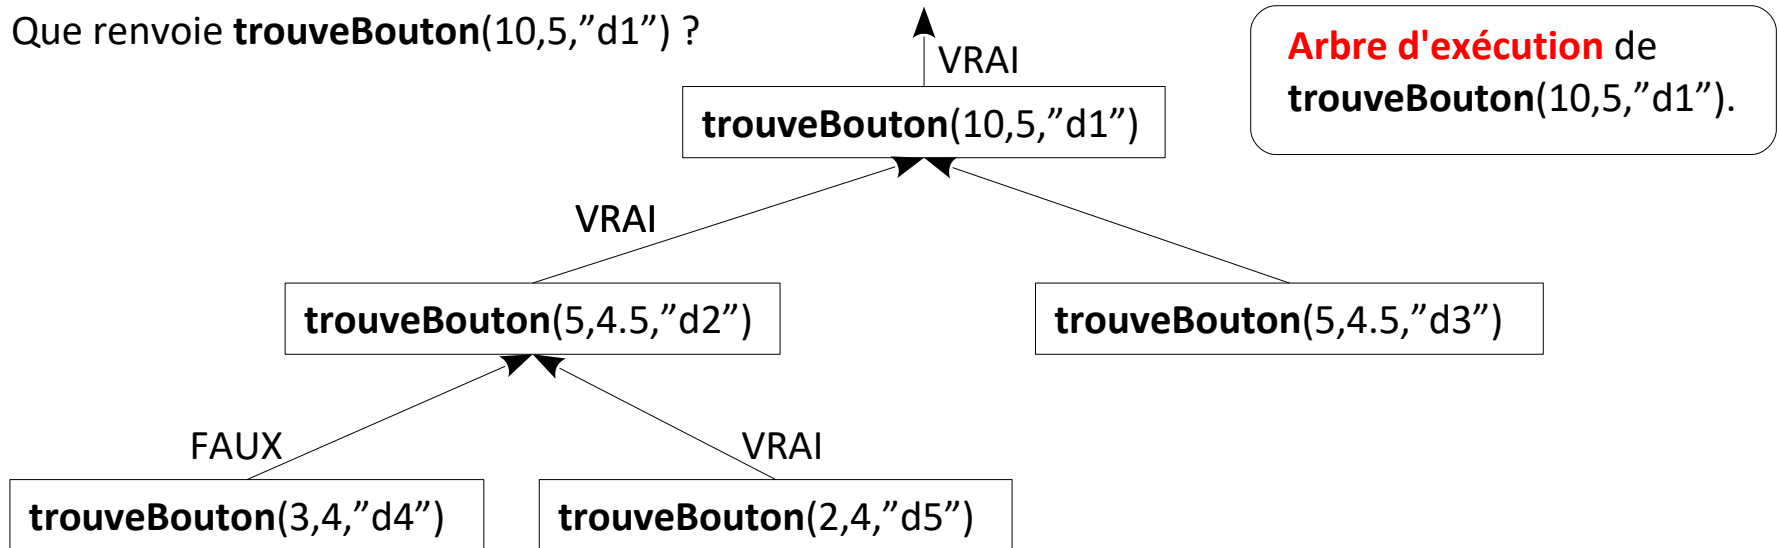 Que renvoie trouveBouton(10,5,”d1”) ?
VRAI
Arbre d'exécution de
trouveBouton(10,5,”d1”).
trouveBouton(10,5,”d1”)
VRAI
trouveBouton(5,4.5,”d2”)
trouveBouton(5,4.5,”d3”)
FAUX
VRAI
trouveBouton(3,4,”d4”)
trouveBouton(2,4,”d5”)